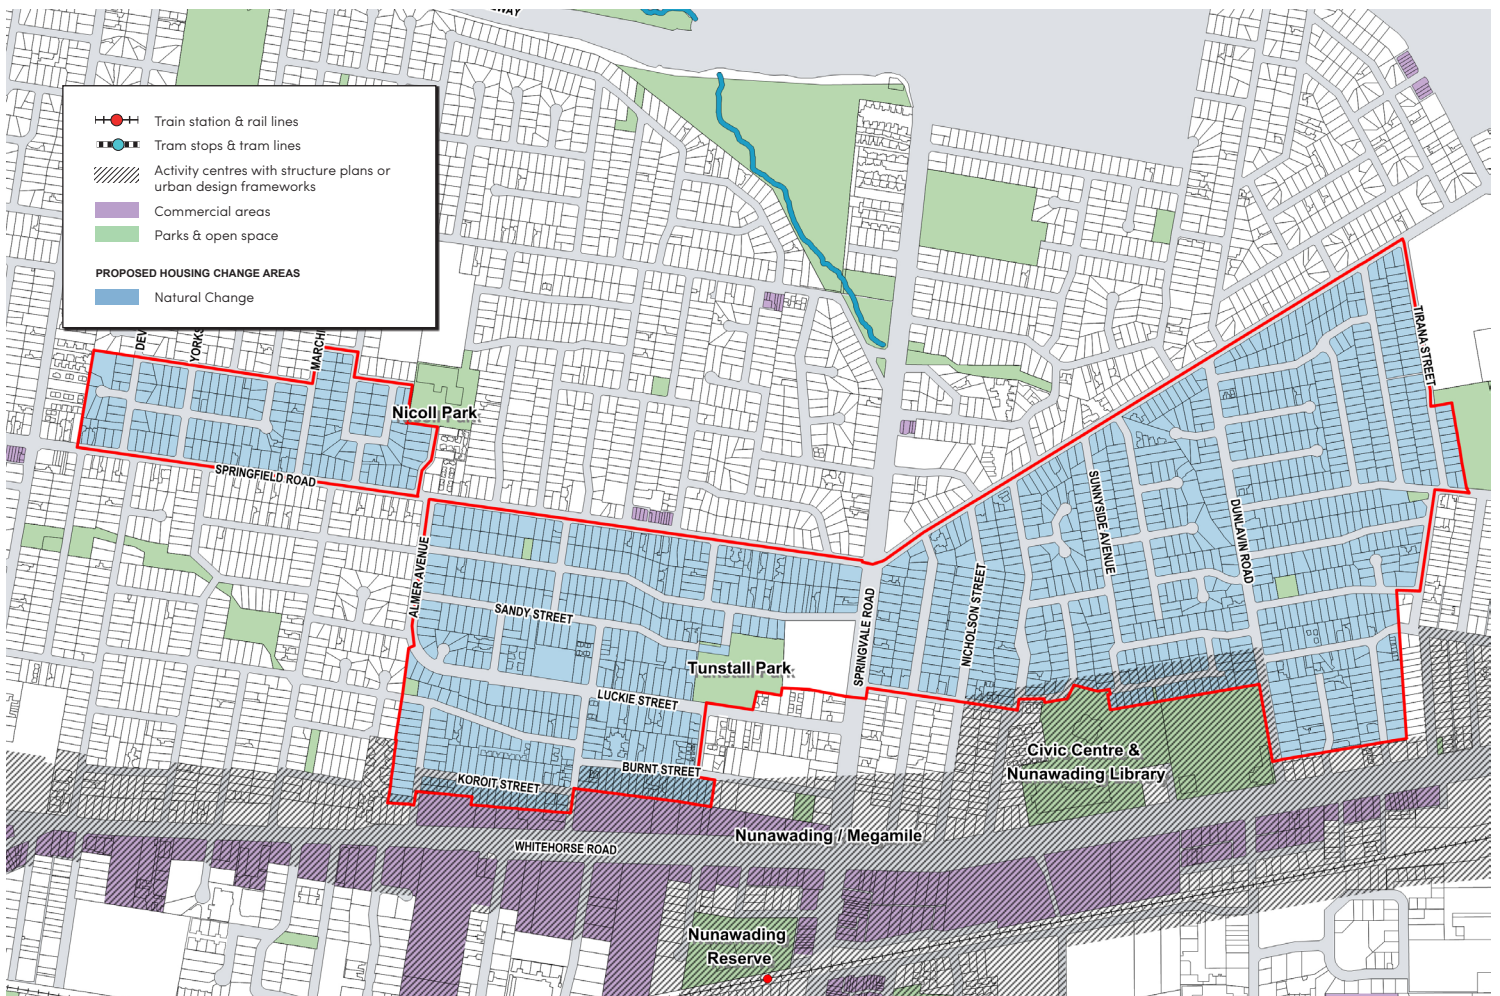 WAY
Train station & rail lines
Tram stops & tram lines
Activity centres with structure plans or
urban design frameworks
Commercial areas
Parks & open space
PROPOSED HOUSING CHANGE AREAS
Natural Change
DEV
YORKS
MARCH
TIRANA STREET
Nicoll Park
SPRINGFIELD ROAD
SUNNYSIDE AVENUE
DUNLAVIN ROAD
ALMER AVENUE
NICHOLSON STREET
SANDY STREET
SPRINGVALE ROAD
Tunstall Park
LUCKIE STREET
Civic Centre &
Nunawading Library
BURNT STREET
KOROIT STREET
Nunawading / Megamile
WHITEHORSE ROAD
Nunawading
Reserve